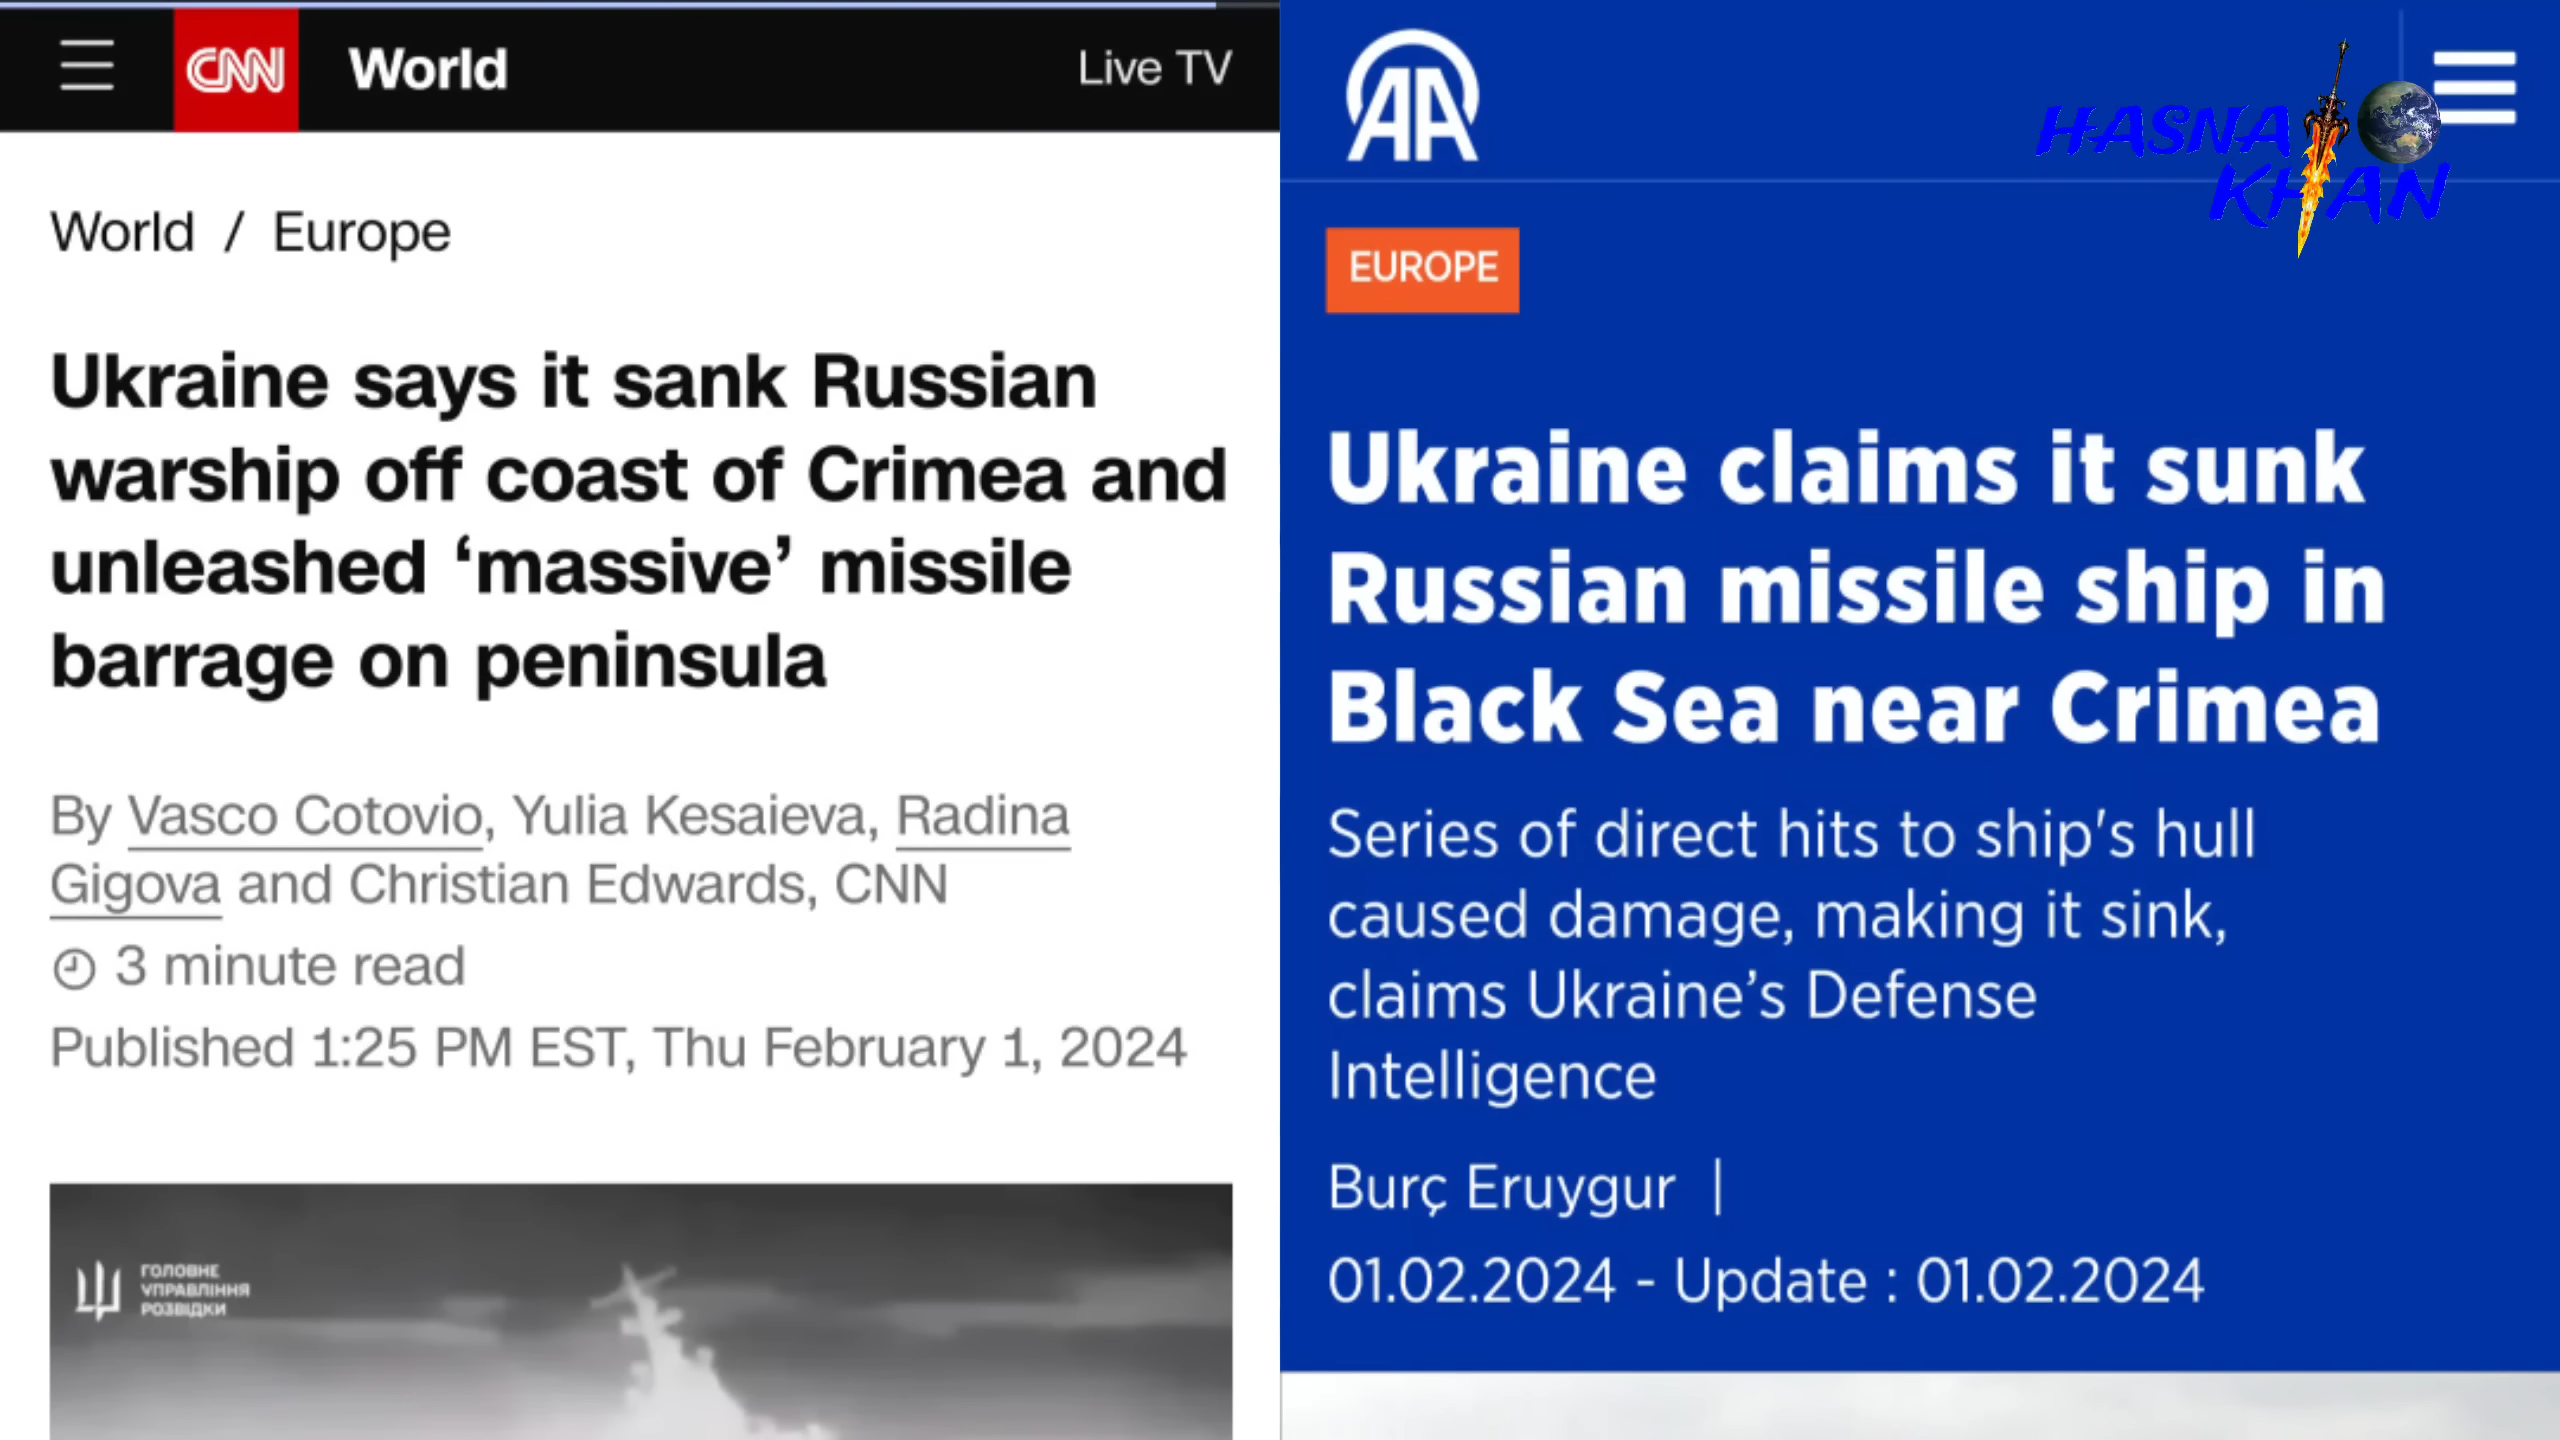 CNN World Live TV
World / Europe
Ukraine says it sank Russian
warship off coast of Crimea and
unleashed ‘massive’ missile
barrage on peninsula
By Vasco Cotovio, Yulia Kesaieva, Radina
Gigova and Christian Edwards, CNN
3 minute read
Published 1:25 PM EST, Thu February 1, 2024
ГОЛОВНЕ
УПРАВЛІННЯ
РОЗВІДКИ
AA
HASNA
KHAN
EUROPE
Ukraine claims it sunk
Russian missile ship in
Black Sea near Crimea
Series of direct hits to ship's hull
caused damage, making it sink,
claims Ukraine’s Defense
Intelligence
Burç Eruygur |
01.02.2024 - Update : 01.02.2024